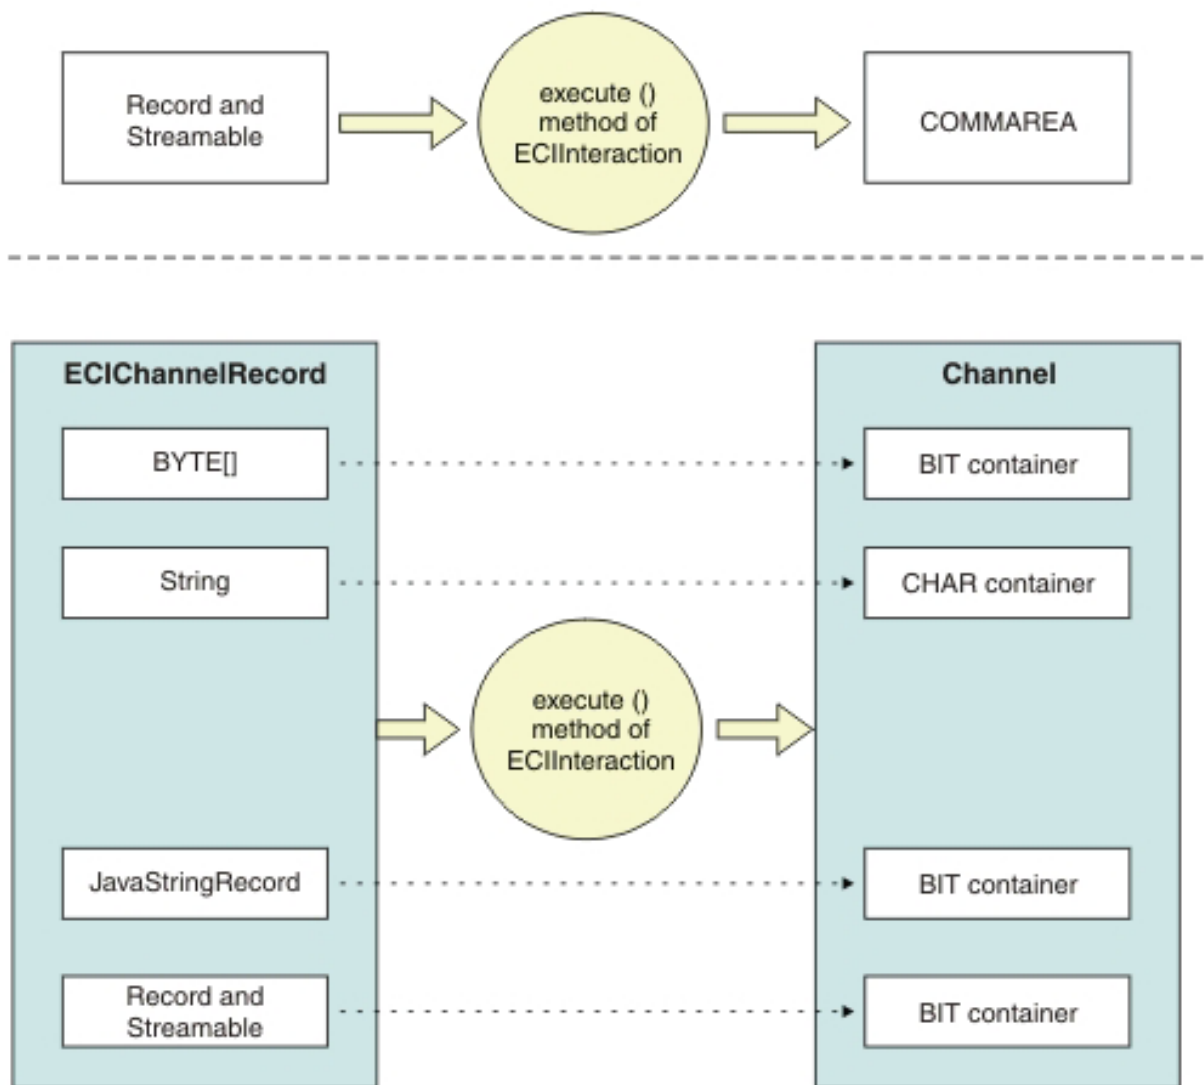 Record and
Streamable
execute ()
method of
ECIInteraction
COMMAREA
ECIChannelRecord
Channel
BYTE[]
BIT container
String
CHAR container
execute ()
method of
ECIInteraction
JavaStringRecord
BIT container
Record and
Streamable
BIT container